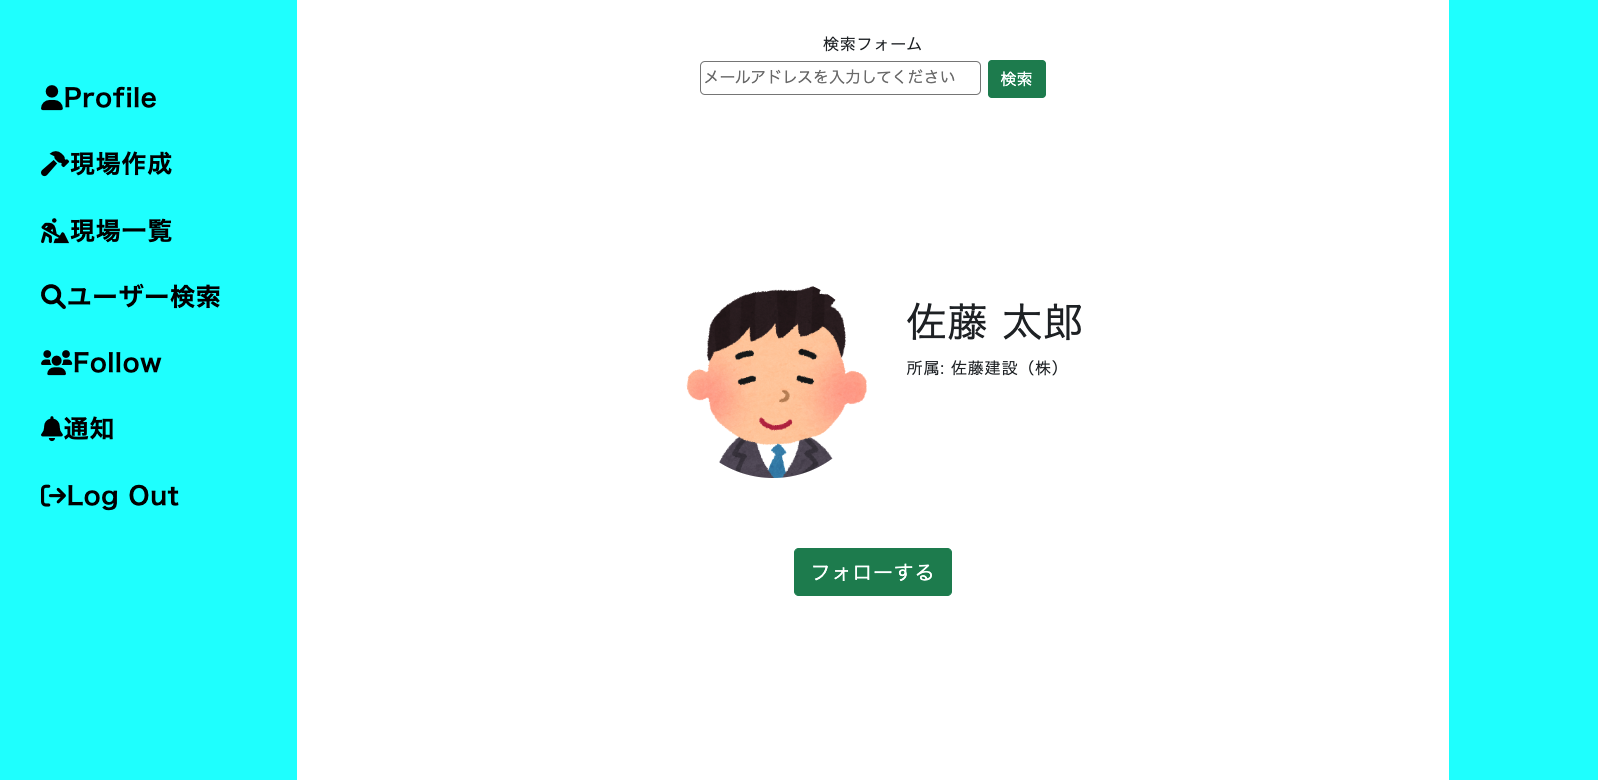 Profile
現場作成
現場一覧
ユーザー検索
Follow
通知
Log Out
検索フォーム
メールアドレスを入力してください 検索
佐藤 太郎
所属: 佐藤建設（株）
フォローする